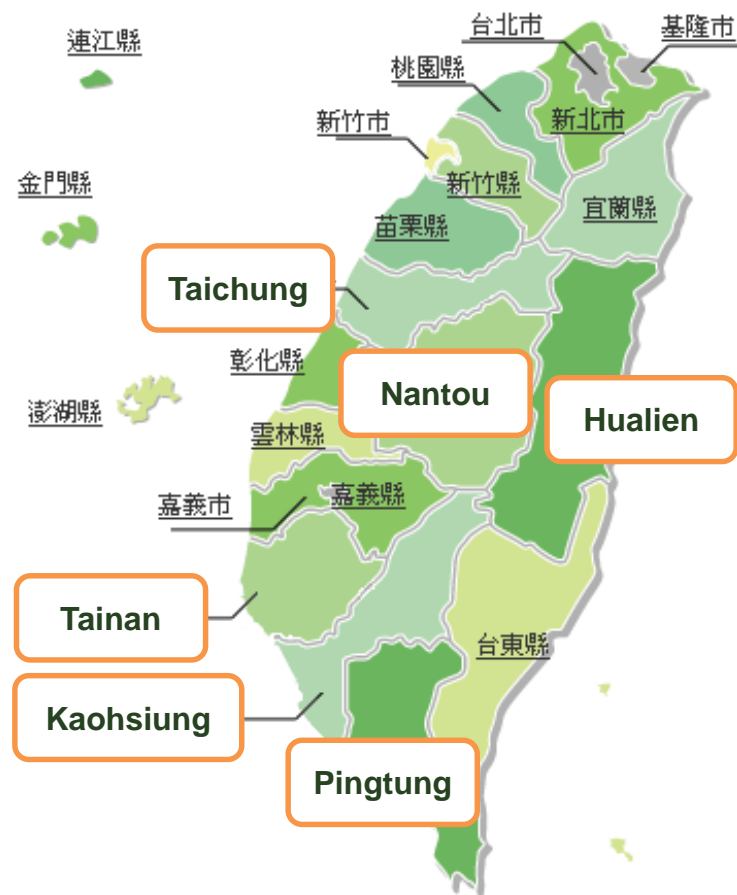 連江縣
台北市
基隆市
桃園縣
新竹市
新北市
金門縣
新竹縣
宜蘭縣
苗栗縣
Taichung
彰化縣
Nantou
澎湖縣
Hualien
雲林縣
嘉義市
嘉義縣
Tainan
台東縣
Kaohsiung
Pingtung